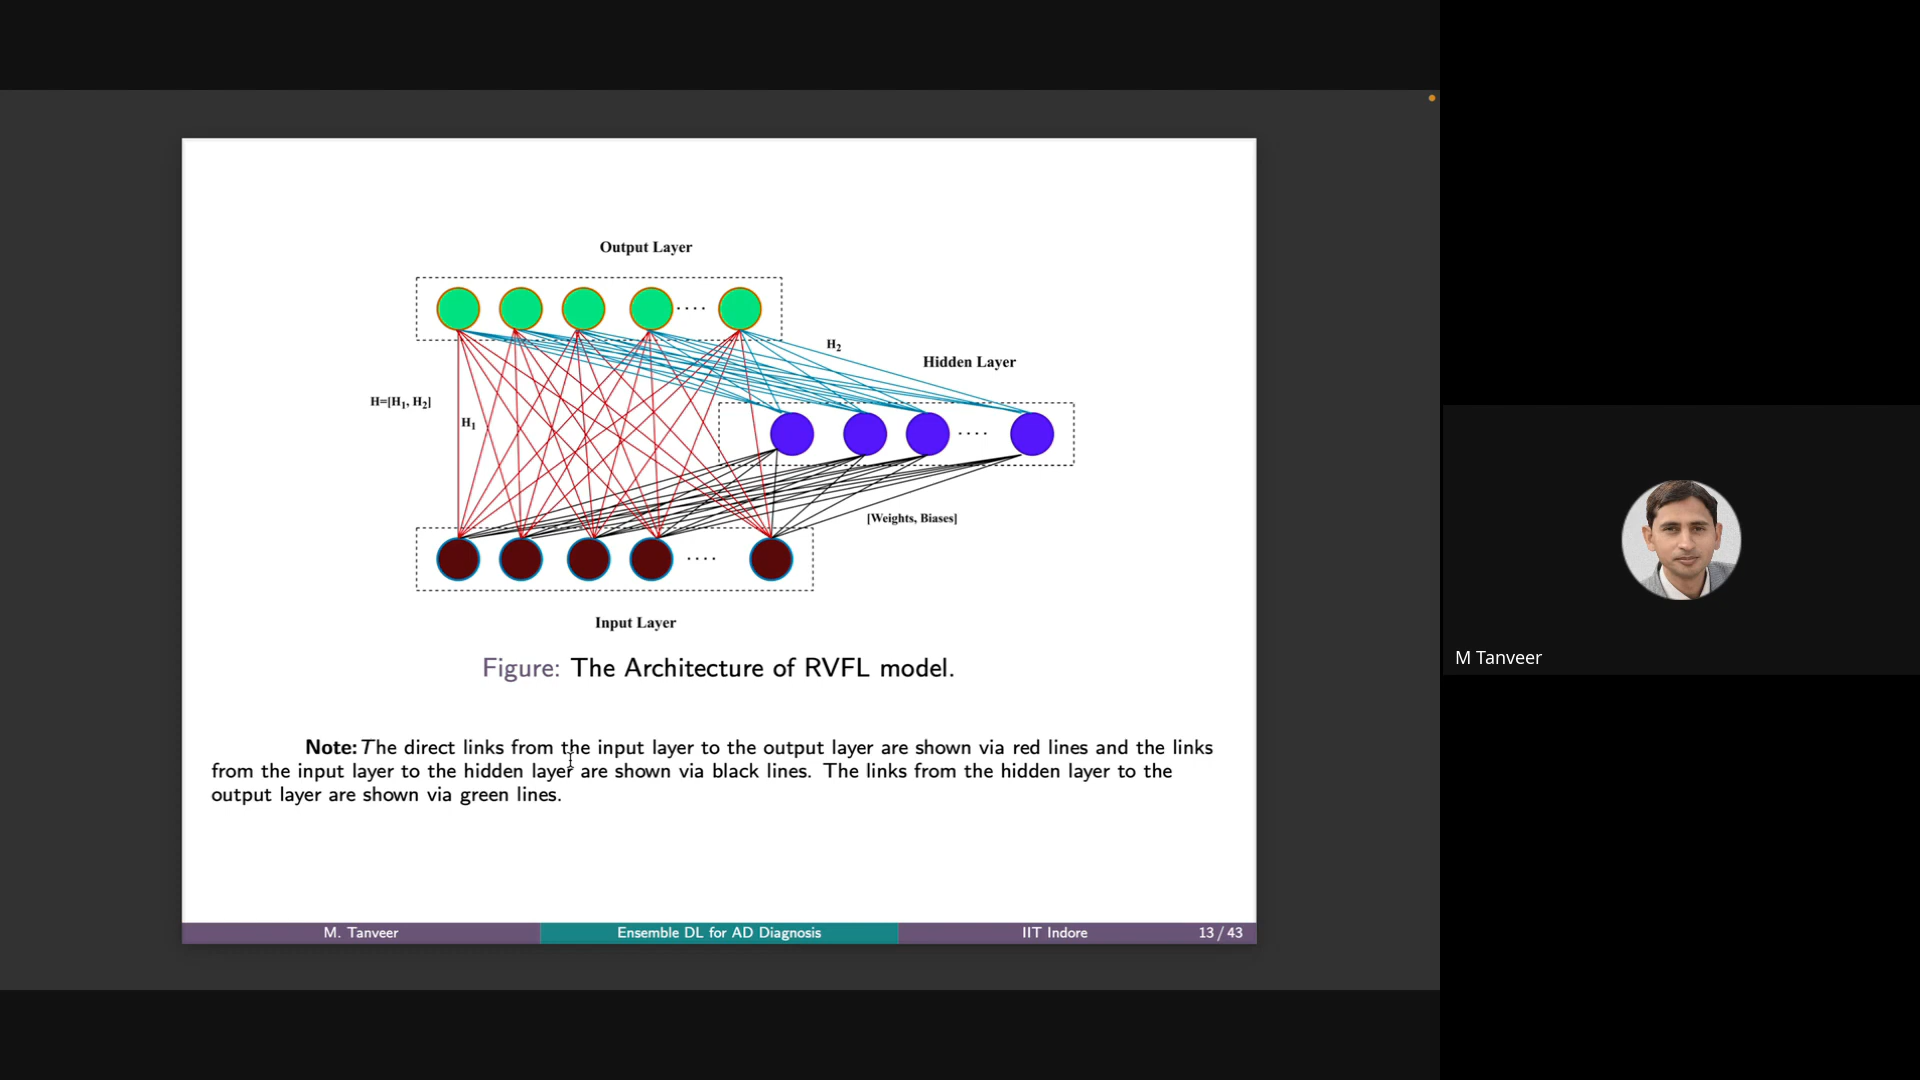 Output Layer
H2
Hidden Layer
H=[H1, H2]
H1
[Weights, Biases]
Input Layer
Figure: The Architecture of RVFL model.
Note: The direct links from the input layer to the output layer are shown via red lines and the links
from the input layer to the hidden layer are shown via black lines. The links from the hidden layer to the
output layer are shown via green lines.
M. Tanveer Ensemble DL for AD Diagnosis IIT Indore 13 / 43
M Tanveer